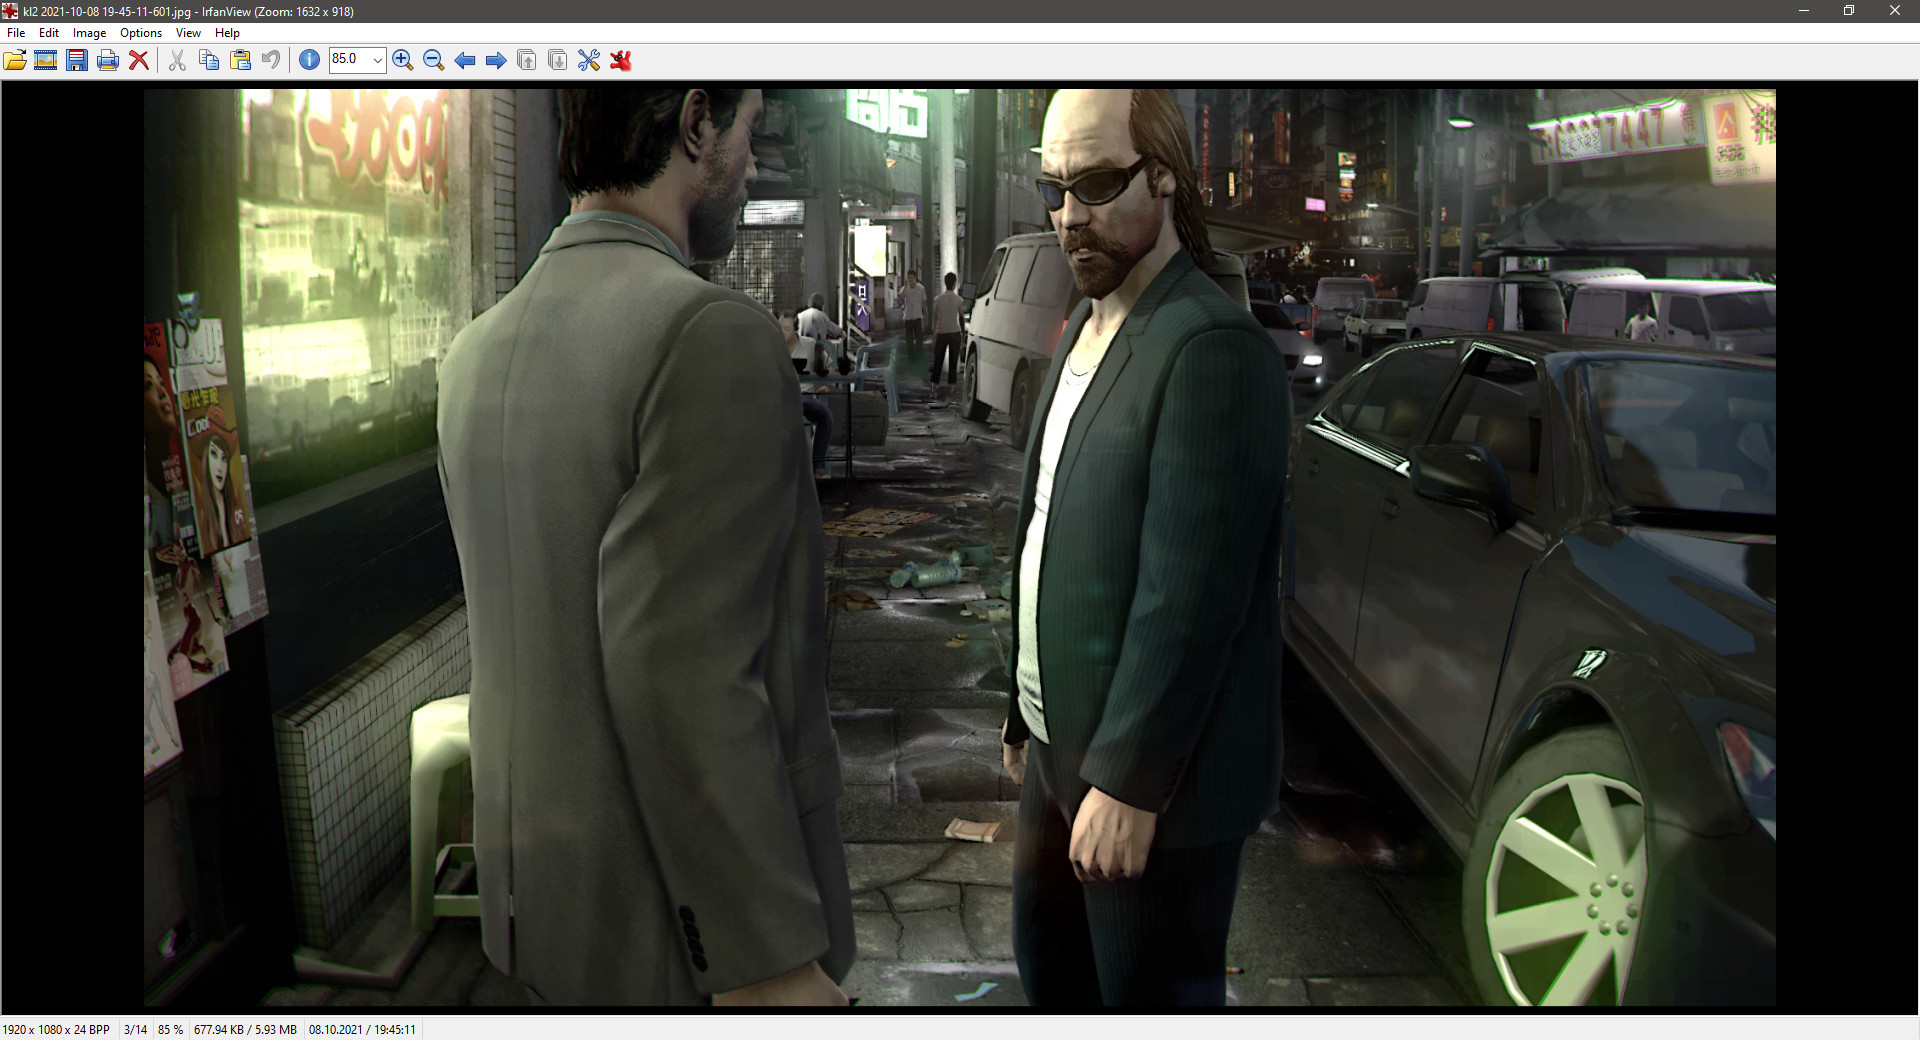 kl2 2021-10-08 19-45-11-601.jpg - IrfanView (Zoom: 1632 x 918)
File Edit Image Options View Help
85.0
7447
Cool
1920 x 1080 x 24 BPP 3/14 85 % 677.94 KB / 5.93 MB 08.10.2021 / 19:45:11